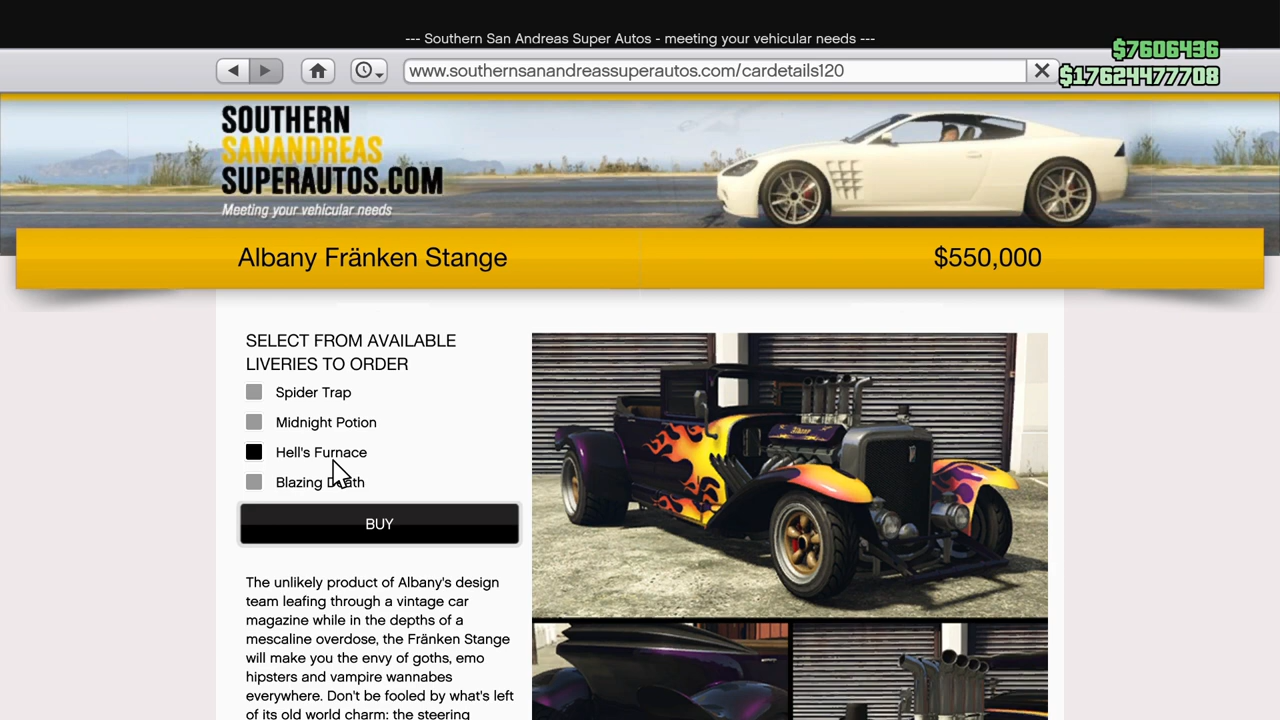 --- Southern San Andreas Super Autos - meeting your vehicular needs ---
$7606436
www.southernsanandreassuperautos.com/cardetails120
$17624477708
SOUTHERN
SANANDREAS
SUPERAUTOS.COM
Meeting your vehicular needs
Albany Fränken Stange
$550,000
SELECT FROM AVAILABLE
LIVERIES TO ORDER
Spider Trap
Midnight Potion
Hell's Furnace
Blazing Death
BUY
The unlikely product of Albany's design
team leafing through a vintage car
magazine while in the depths of a
mescaline overdose, the Fränken Stange
will make you the envy of goths, emo
hipsters and vampire wannabes
everywhere. Don't be fooled by what's left
of its old world charm: the steering